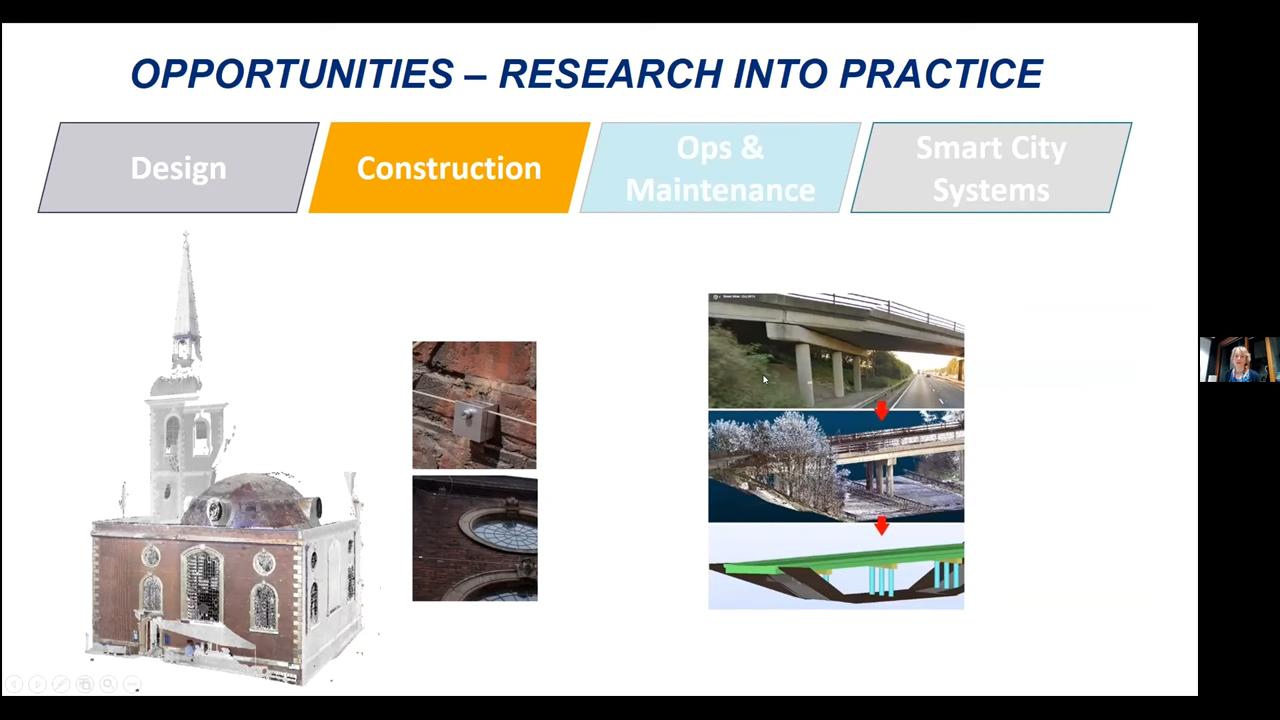 OPPORTUNITIES – RESEARCH INTO PRACTICE
Design
Construction
Ops &
Maintenance
Smart City
Systems